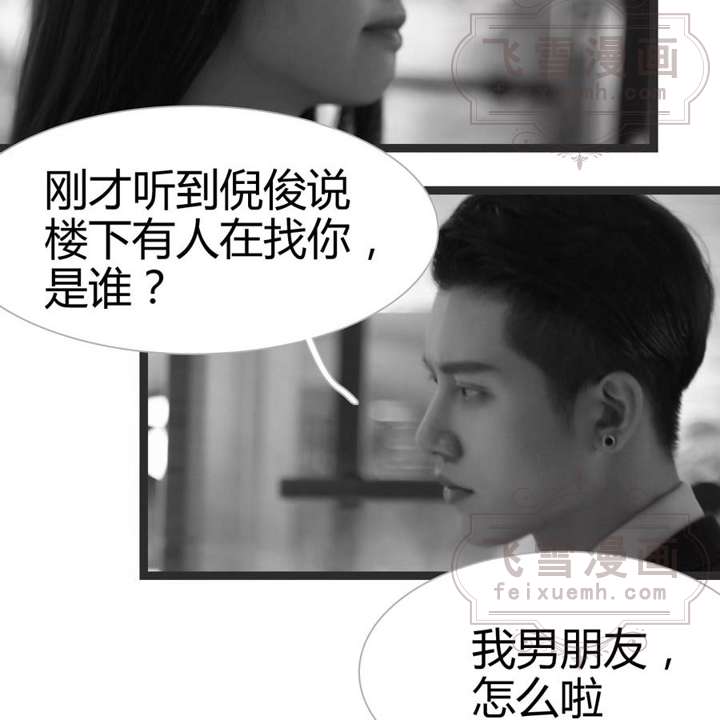 飞雪漫画
feixuemh.com
刚才听到倪俊说
楼下有人在找你，
是谁？
飞雪漫画
feixuemh.com
我男朋友，
怎么啦